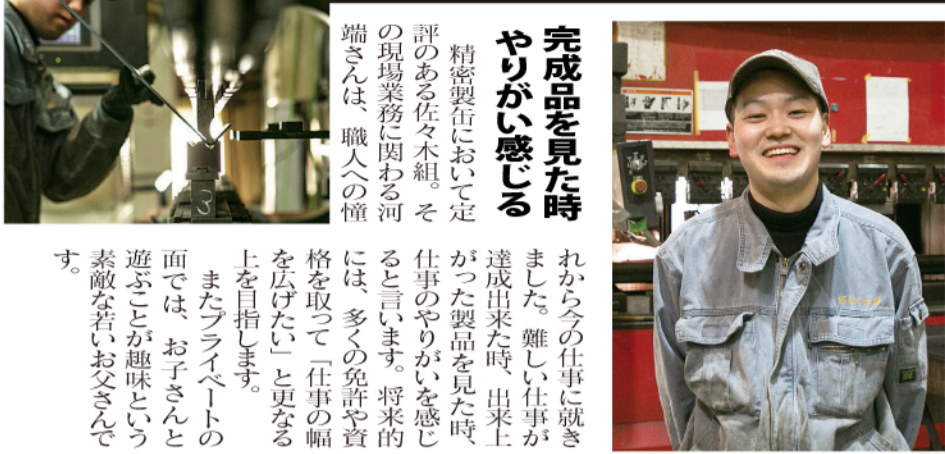 完成品を見た時
やりがい感じる
精密製缶において定
評のある佐々木組。そ
の現場業務に関わる河
端さんは、職人への憧
れから今の仕事に就き
ました。難しい仕事が
達成出来た時、出来上
がった製品を見た時、
仕事のやりがいを感じ
ると言います。将来的
には、多くの免許や資
格を取って「仕事の幅
を広げたい」と更なる
上を目指します。
またプライベートの
面では、お子さんと
遊ぶことが趣味という
素敵な若いお父さんで
す。
3